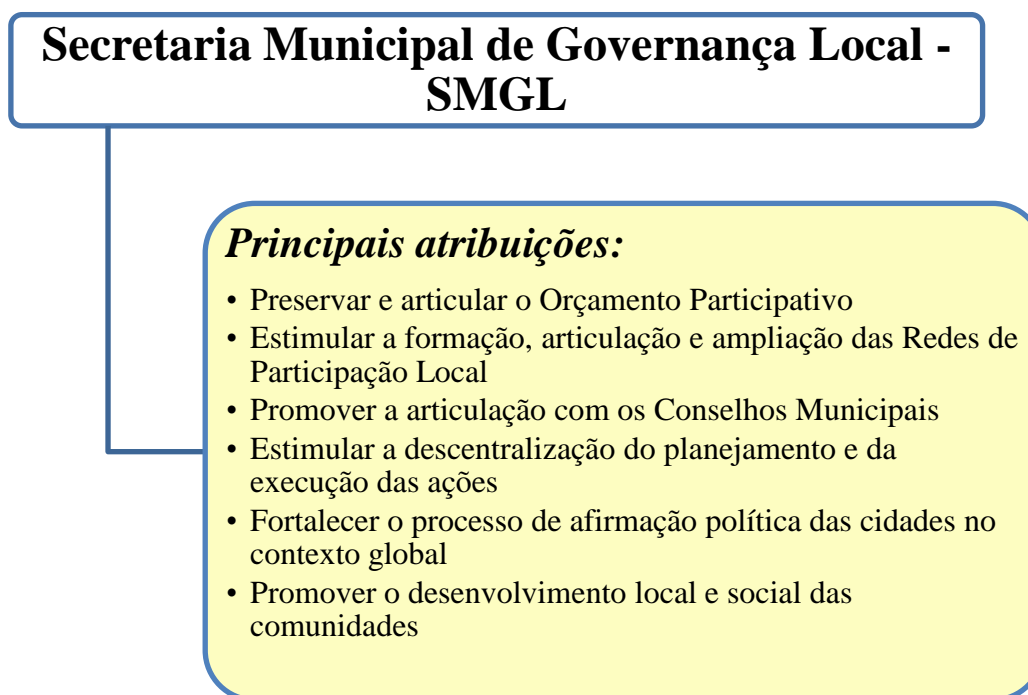 Secretaria Municipal de Governança Local -
SMGL
Principais atribuições:
• Preservar e articular o Orçamento Participativo
• Estimular a formação, articulação e ampliação das Redes de
Participação Local
• Promover a articulação com os Conselhos Municipais
• Estimular a descentralização do planejamento e da
execução das ações
• Fortalecer o processo de afirmação política das cidades no
contexto global
• Promover o desenvolvimento local e social das
comunidades